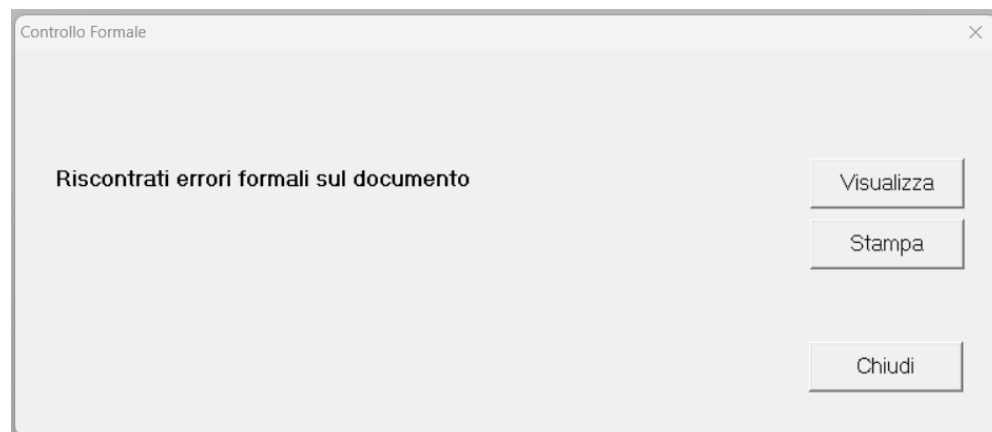 Controllo Formale
Riscontrati errori formali sul documento
Visualizza
Stampa
Chiudi